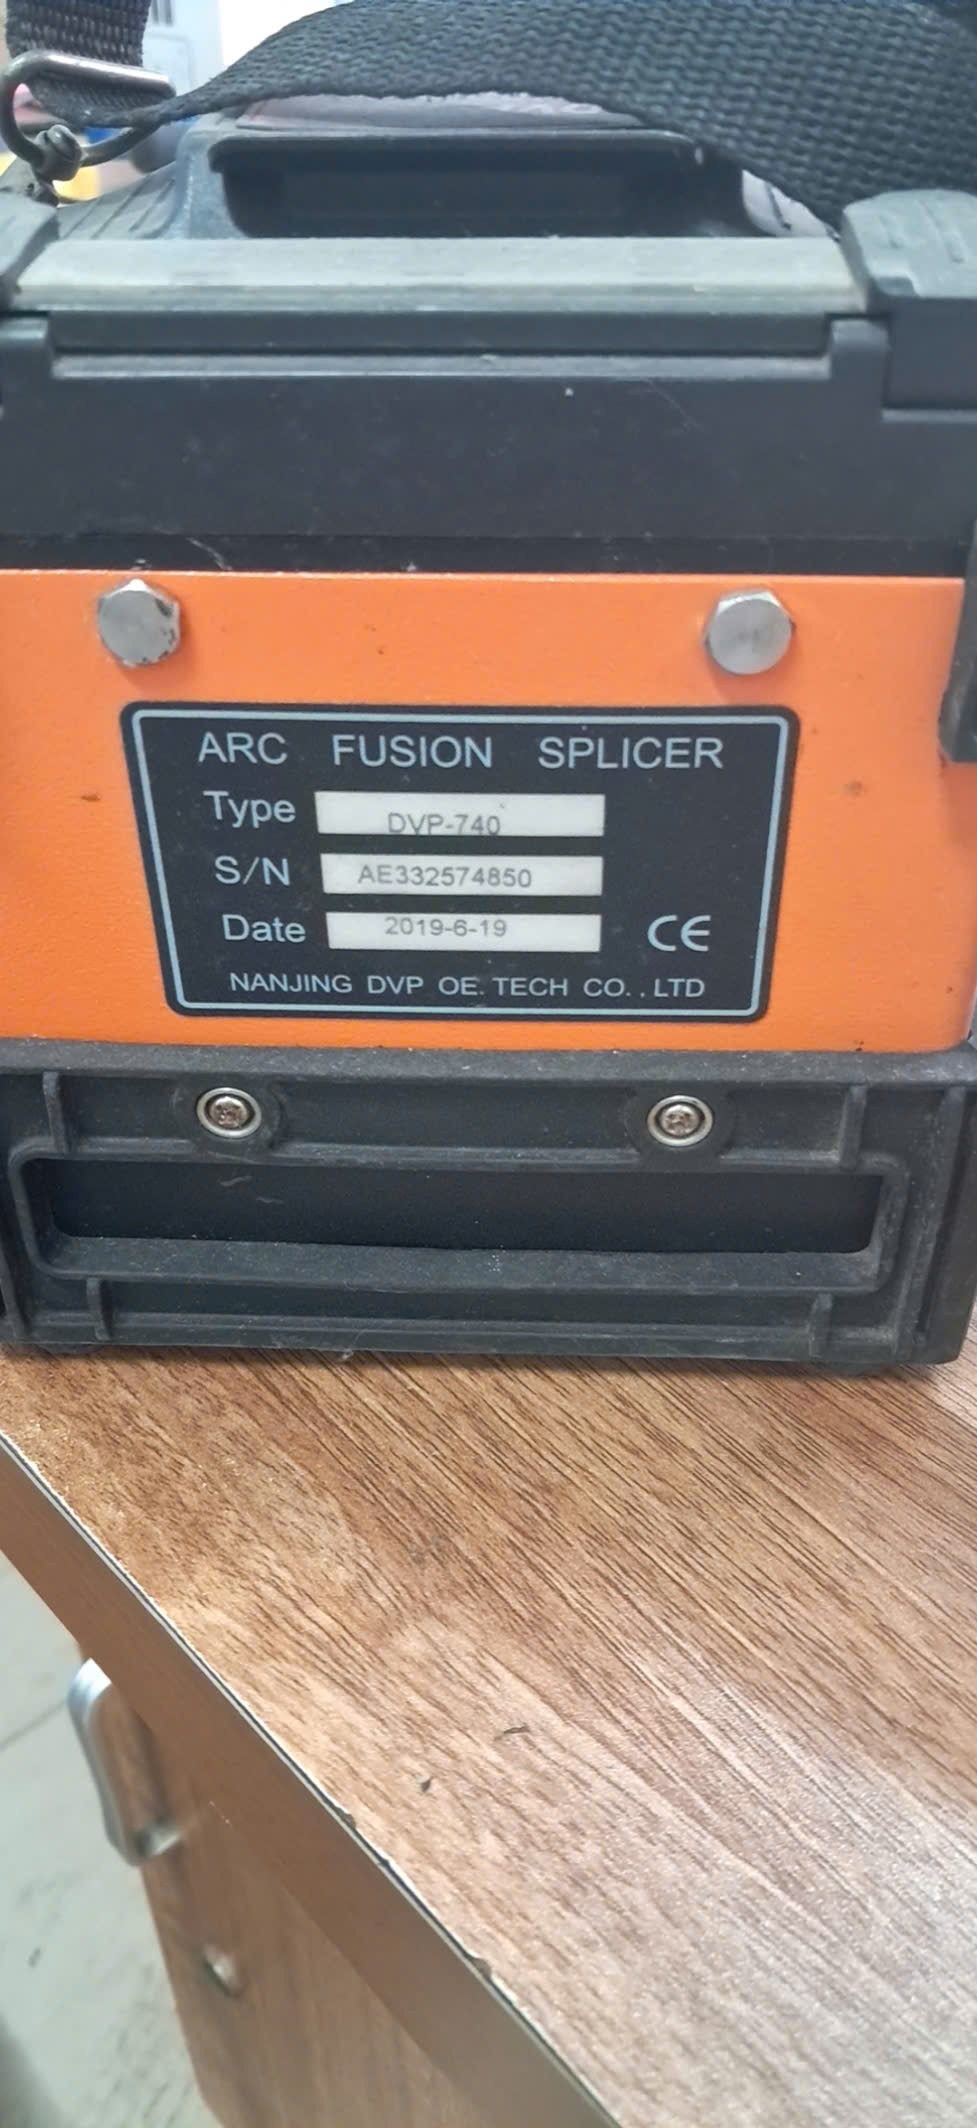 ARC FUSION SPLICER
Type DVP-740
S/N AE332574850
Date 2019-6-19 CE
NANJING DVP OE. TECH CO. , LTD